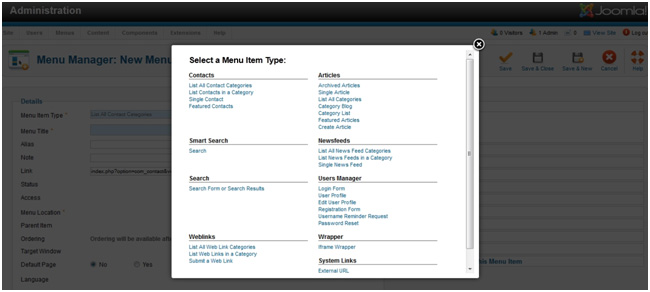 Administration
Joomla!
Site Users Menus Content Components Extensions Help
0 Visitors 1 Admin 0 View Site Log out
Menu Manager: New Menu
Save Save & Close Save & New Cancel Help
Select a Menu Item Type:
Contacts
List All Contact Categories
List Contacts in a Category
Single Contact
Featured Contacts
Articles
Archived Articles
Single Article
List All Categories
Category Blog
Category List
Featured Articles
Create Article
Smart Search
Search
Newsfeeds
List All News Feed Categories
List News Feeds in a Category
Single News Feed
Search
Search Form or Search Results
Users Manager
Login Form
User Profile
Edit User Profile
Registration Form
Username Reminder Request
Password Reset
Weblinks
List All Web Link Categories
List Web Links in a Category
Submit a Web Link
Wrapper
Iframe Wrapper
System Links
External URL
Details
Menu Item Type * List All Contact Categories
Menu Title *
Alias
Note
Link
Status
Access
Menu Location *
Parent Item
Ordering Ordering will be available afte
Target Window
Default Page No Yes
Language
his Menu Item